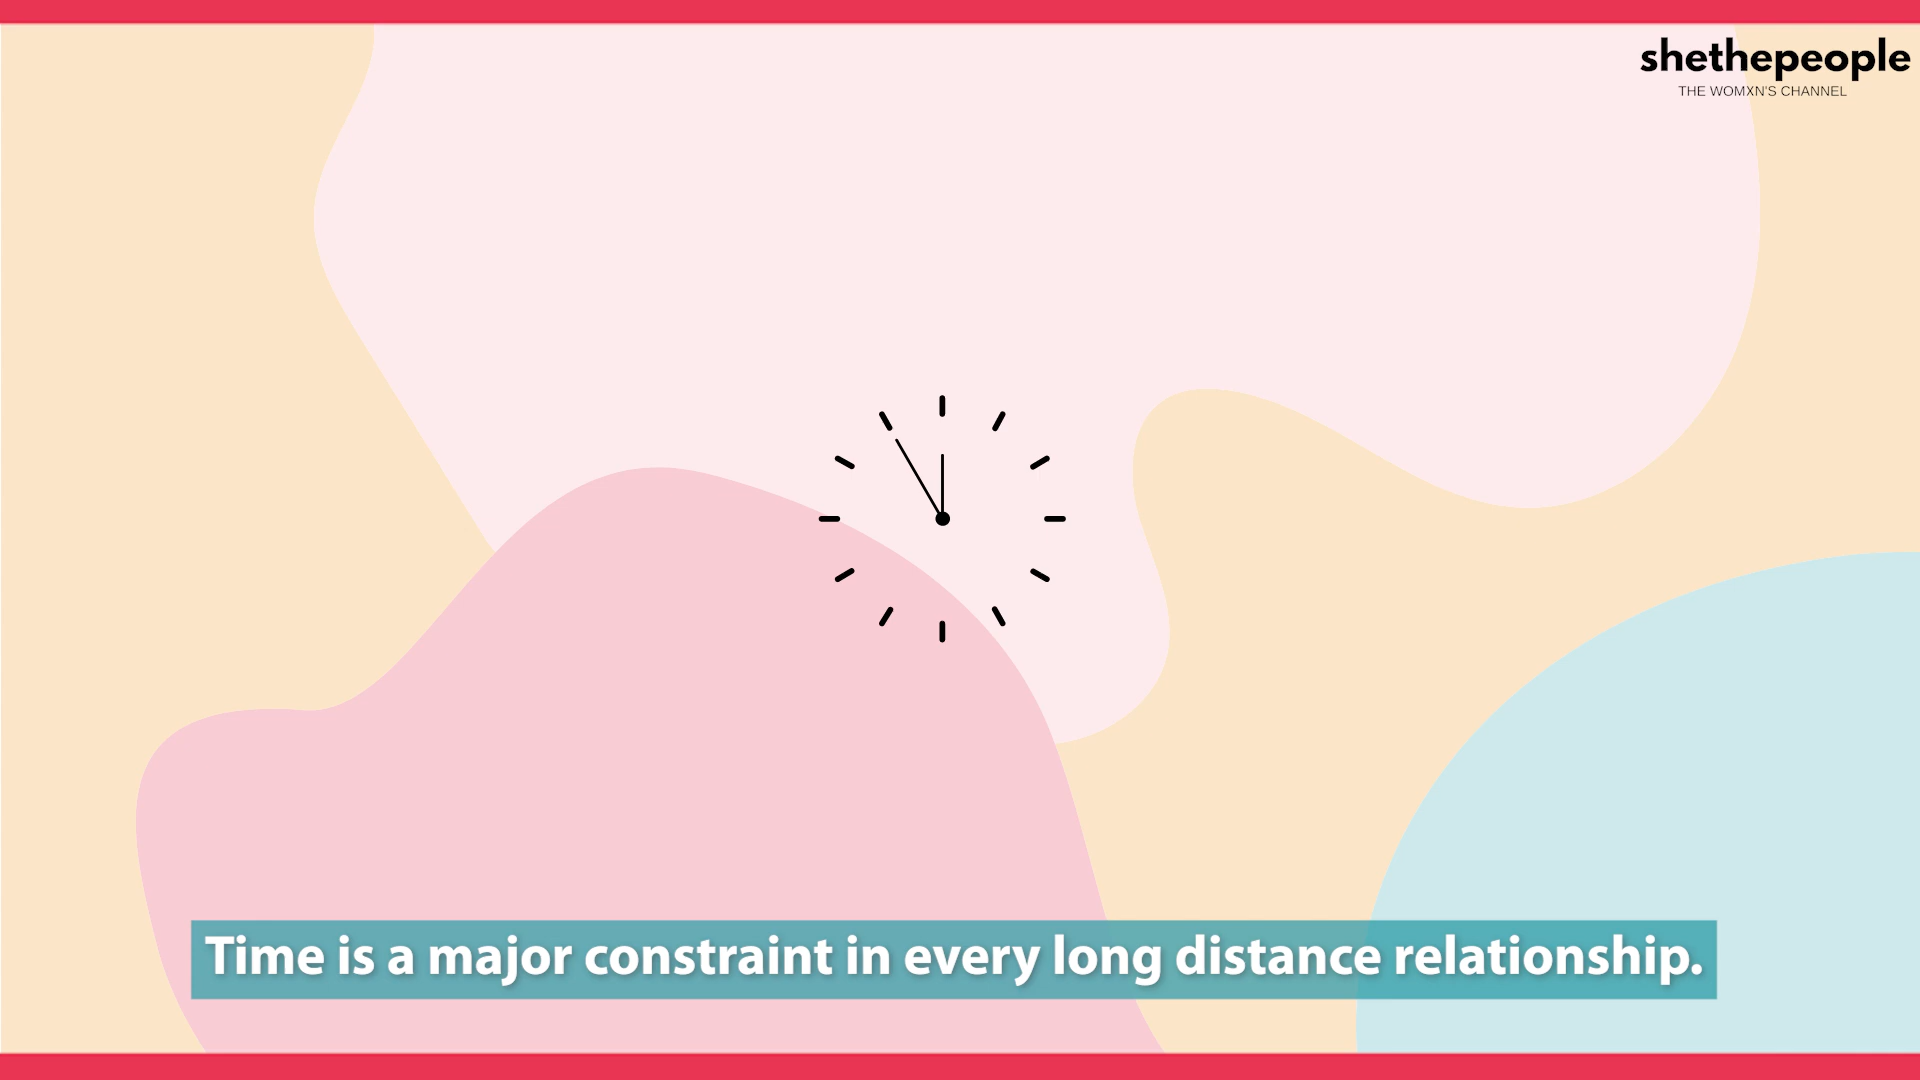 shethepeople
THE WOMXN'S CHANNEL
Time is a major constraint in every long distance relationship.